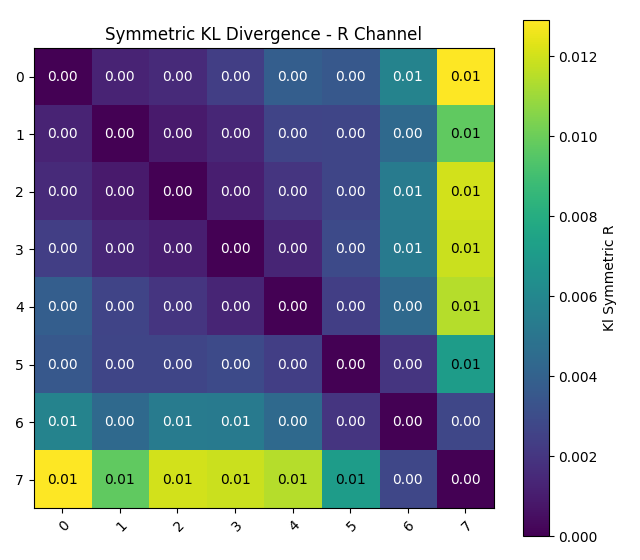 Symmetric KL Divergence - R Channel
0 0.00 0.00 0.00 0.00 0.00 0.00 0.01 0.01
1 0.00 0.00 0.00 0.00 0.00 0.00 0.00 0.01
2 0.00 0.00 0.00 0.00 0.00 0.00 0.01 0.01
3 0.00 0.00 0.00 0.00 0.00 0.00 0.01 0.01
4 0.00 0.00 0.00 0.00 0.00 0.00 0.00 0.01
5 0.00 0.00 0.00 0.00 0.00 0.00 0.00 0.01
6 0.01 0.00 0.01 0.01 0.00 0.00 0.00 0.00
7 0.01 0.01 0.01 0.01 0.01 0.01 0.00 0.00
0 1 2 3 4 5 6 7
0.012
0.010
0.008
0.006
0.004
0.002
0.000
Kl Symmetric R